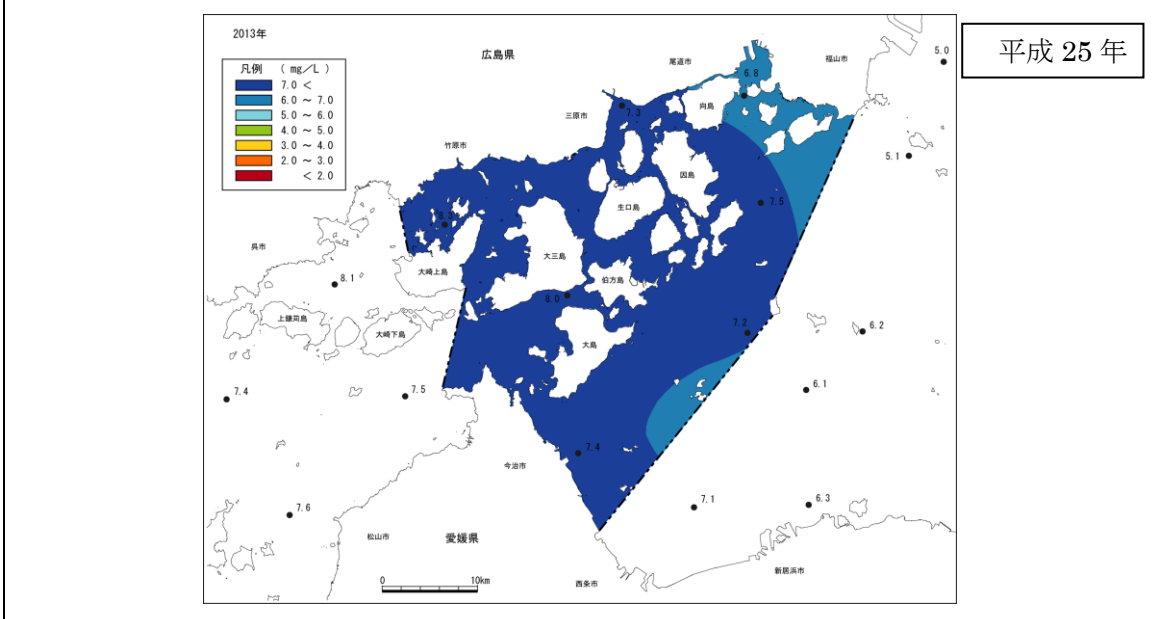 2013年
広島県
平成 25 年
凡例 ( mg/L )
7.0 <
6.0 ～ 7.0
5.0 ～ 6.0
4.0 ～ 5.0
3.0 ～ 4.0
2.0 ～ 3.0
< 2.0
尾道市
福山市
5.0
6.8
向島
7.3
三原市
竹原市
5.1
因島
7.5
生口島
8.3
呉市
大三島
大崎上島
伯方島
8.1
8.0
上鎌苅島
大崎下島
大島
7.2
6.2
7.4
7.5
6.1
7.4
今治市
7.6
7.1
6.3
松山市
愛媛県
新居浜市
西条市
0
10km